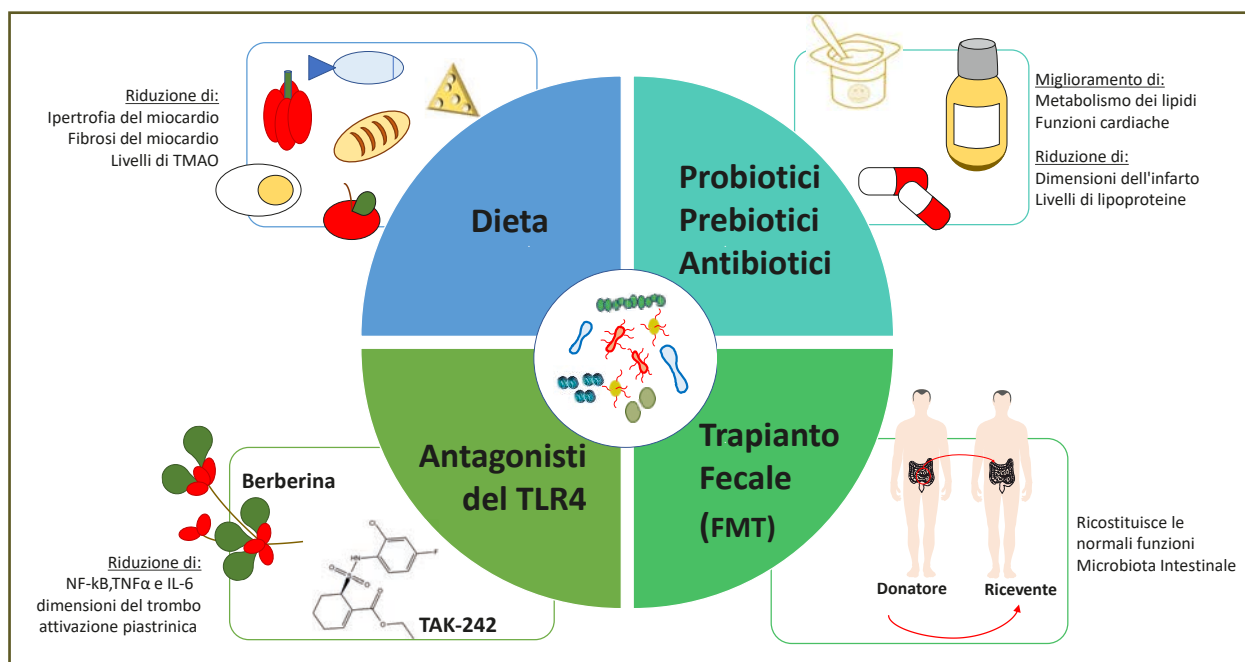 Riduzione di:
Ipertrofia del miocardio
Fibrosi del miocardio
Livelli di TMAO
Dieta
Probiotici
Prebiotici
Antibiotici
Miglioramento di:
Metabolismo dei lipidi
Funzioni cardiache
Riduzione di:
Dimensioni dell'infarto
Livelli di lipoproteine
Antagonisti
del TLR4
Berberina
Riduzione di:
NF-kB,TNFα e IL-6
dimensioni del trombo
attivazione piastrinica
Cl
F
HN
O
S
O
O
O
TAK-242
Trapianto
Fecale
(FMT)
Donatore
Ricevente
Ricostituisce le
normali funzioni
Microbiota Intestinale